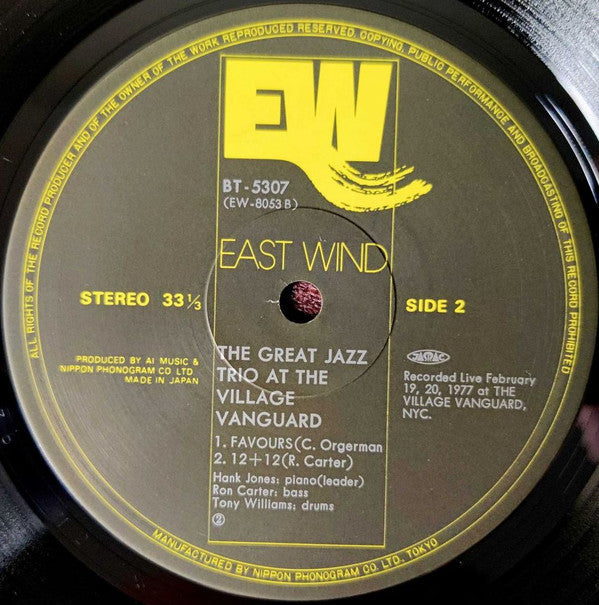 ALL RIGHTS OF THE RECORD PRODUCER AND OF THE OWNER OF THE WORK REPRODUCED RESERVED. COPYING, PUBLIC PERFORMANCE AND BROADCASTING OF THIS RECORD PROHIBITED
EW
BT-5307
(EW-8053 B)
EAST WIND
STEREO 33⅓
SIDE 2
PRODUCED BY AI MUSIC &
NIPPON PHONOGRAM CO. LTD.
MADE IN JAPAN
THE GREAT JAZZ
TRIO AT THE
VILLAGE
VANGUARD
1. FAVOURS(C. Orgerman
2. 12+12(R. Carter)
Hank Jones: piano(leader)
Ron Carter: bass
Tony Williams; drums
②
JASRAC
Recorded Live February
19, 20, 1977 at THE
VILLAGE VANGUARD,
NYC.
MANUFACTURED BY NIPPON PHONOGRAM CO. LTD. TOKYO